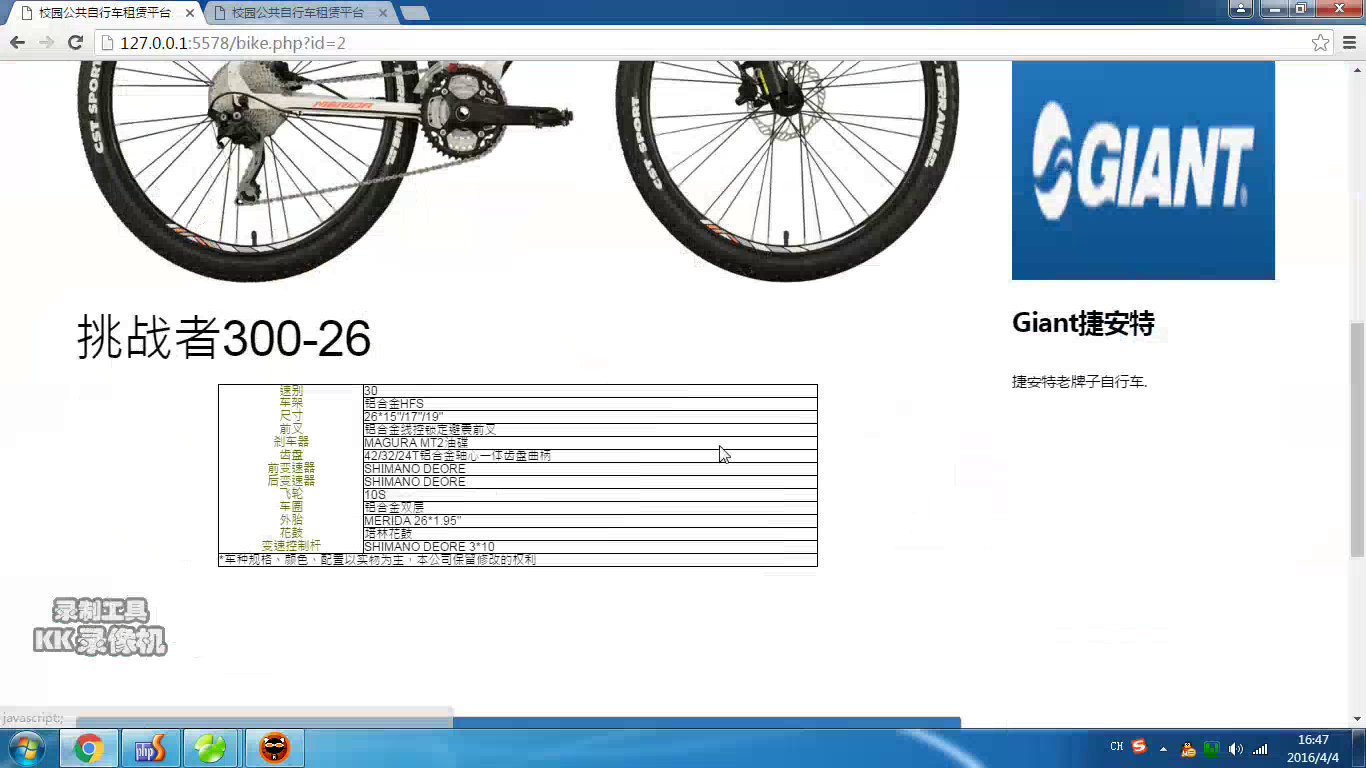 校园公共自行车租赁平台
校园公共自行车租赁平台
127.0.0.1:5578/bike.php?id=2
CST SPORT
MERIDA
CST SPORT
GIANT
挑战者300-26
Giant捷安特
捷安特老牌子自行车.
速别 30
车架 铝合金HFS
尺寸 26*15"/17"/19"
前叉 铝合金线控锁定避震前叉
刹车器 MAGURA MT2油碟
齿盘 42/32/24T铝合金轴心一体齿盘曲柄
前变速器 SHIMANO DEORE
后变速器 SHIMANO DEORE
飞轮 10S
车圈 铝合金双层
外胎 MERIDA 26*1.95"
花鼓 培林花鼓
变速控制杆 SHIMANO DEORE 3*10
*车种规格、颜色、配置以实物为主，本公司保留修改的权利
录制工具
KK录像机
javascript:;
php
CH
16:47
2016/4/4